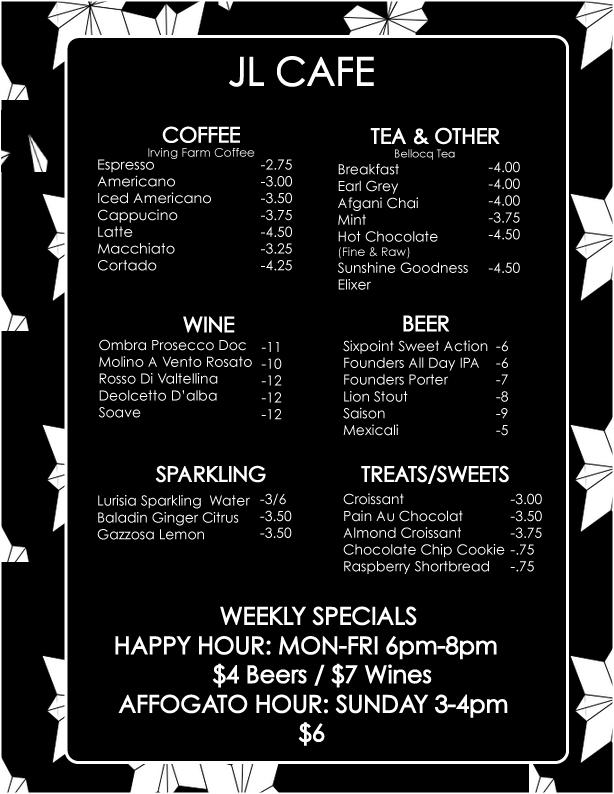 JL CAFE
COFFEE
Irving Farm Coffee
Espresso -2.75
Americano -3.00
Iced Americano -3.50
Cappucino -3.75
Latte -4.50
Macchiato -3.25
Cortado -4.25
TEA & OTHER
Bellocq Tea
Breakfast -4.00
Earl Grey -4.00
Afgani Chai -4.00
Mint -3.75
Hot Chocolate -4.50
(Fine & Raw)
Sunshine Goodness -4.50
Elixer
WINE
Ombra Prosecco Doc -11
Molino A Vento Rosato -10
Rosso Di Valtellina -12
Deolcetto D'alba -12
Soave -12
BEER
Sixpoint Sweet Action -6
Founders All Day IPA -6
Founders Porter -7
Lion Stout -8
Saison -9
Mexicali -5
SPARKLING
Lurisia Sparkling Water -3/6
Baladin Ginger Citrus -3.50
Gazzosa Lemon -3.50
TREATS/SWEETS
Croissant -3.00
Pain Au Chocolat -3.50
Almond Croissant -3.75
Chocolate Chip Cookie -.75
Raspberry Shortbread -.75
WEEKLY SPECIALS
HAPPY HOUR: MON-FRI 6pm-8pm
$4 Beers / $7 Wines
AFFOGATO HOUR: SUNDAY 3-4pm
$6